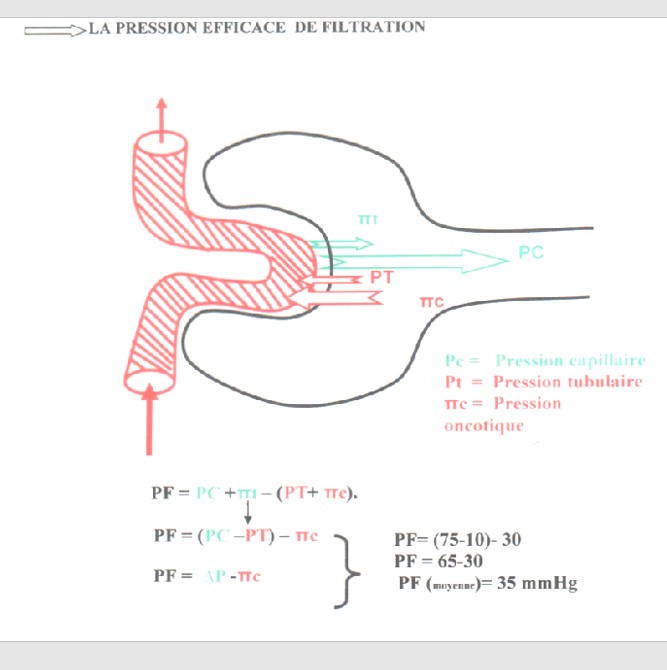 LA PRESSION EFFICACE DE FILTRATION
πt
PC
PT
πc
Pc = Pression capillaire
Pt = Pression tubulaire
πc = Pression
oncotique
PF = PC +πt – (PT+ πc).
PF = (PC –PT) – πc
PF = ΔP -πc
PF= (75-10)- 30
PF = 65-30
PF (moyenne)= 35 mmHg